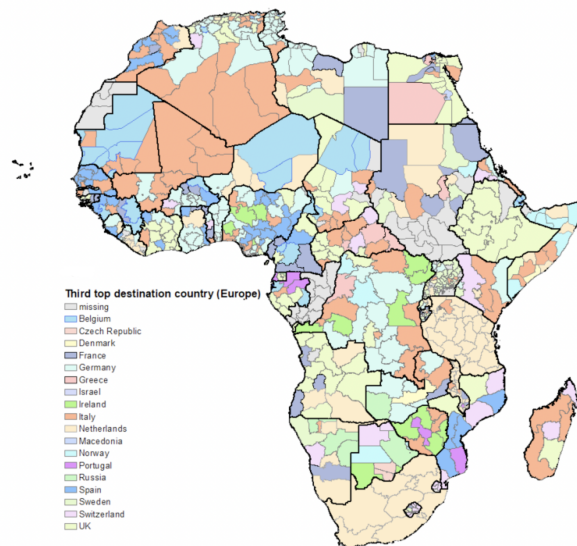 Third top destination country (Europe)
missing
Belgium
Czech Republic
Denmark
France
Germany
Greece
Israel
Ireland
Italy
Netherlands
Macedonia
Norway
Portugal
Russia
Spain
Sweden
Switzerland
UK